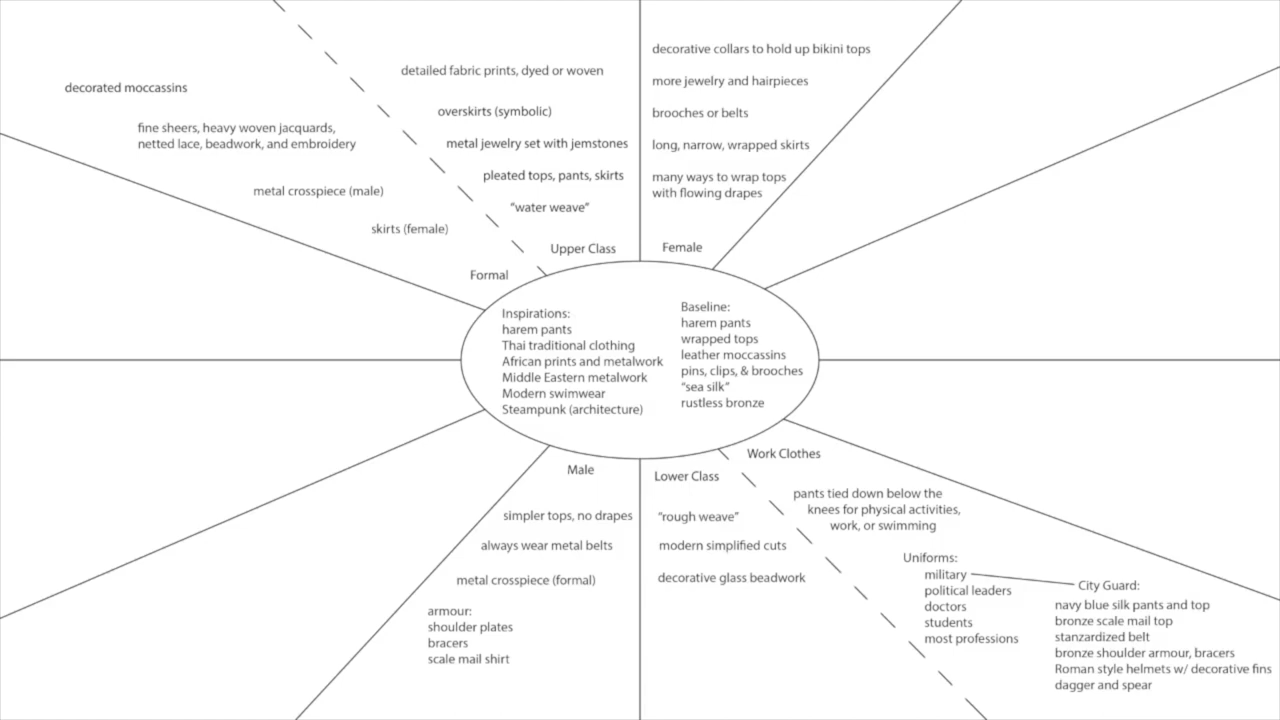 decorated moccassins
fine sheers, heavy woven jacquards,
netted lace, beadwork, and embroidery
metal crosspiece (male)
skirts (female)
Formal
detailed fabric prints, dyed or woven
overskirts (symbolic)
metal jewelry set with jemstones
pleated tops, pants, skirts
“water weave”
Upper Class
decorative collars to hold up bikini tops
more jewelry and hairpieces
brooches or belts
long, narrow, wrapped skirts
many ways to wrap tops
with flowing drapes
Female
Inspirations:
harem pants
Thai traditional clothing
African prints and metalwork
Middle Eastern metalwork
Modern swimwear
Steampunk (architecture)
Baseline:
harem pants
wrapped tops
leather moccassins
pins, clips, & brooches
“sea silk”
rustless bronze
Male
simpler tops, no drapes
always wear metal belts
metal crosspiece (formal)
armour:
shoulder plates
bracers
scale mail shirt
Lower Class
“rough weave”
modern simplified cuts
decorative glass beadwork
Work Clothes
pants tied down below the
knees for physical activities,
work, or swimming
Uniforms:
military
political leaders
doctors
students
most professions
City Guard:
navy blue silk pants and top
bronze scale mail top
stanzardized belt
bronze shoulder armour, bracers
Roman style helmets w/ decorative fins
dagger and spear